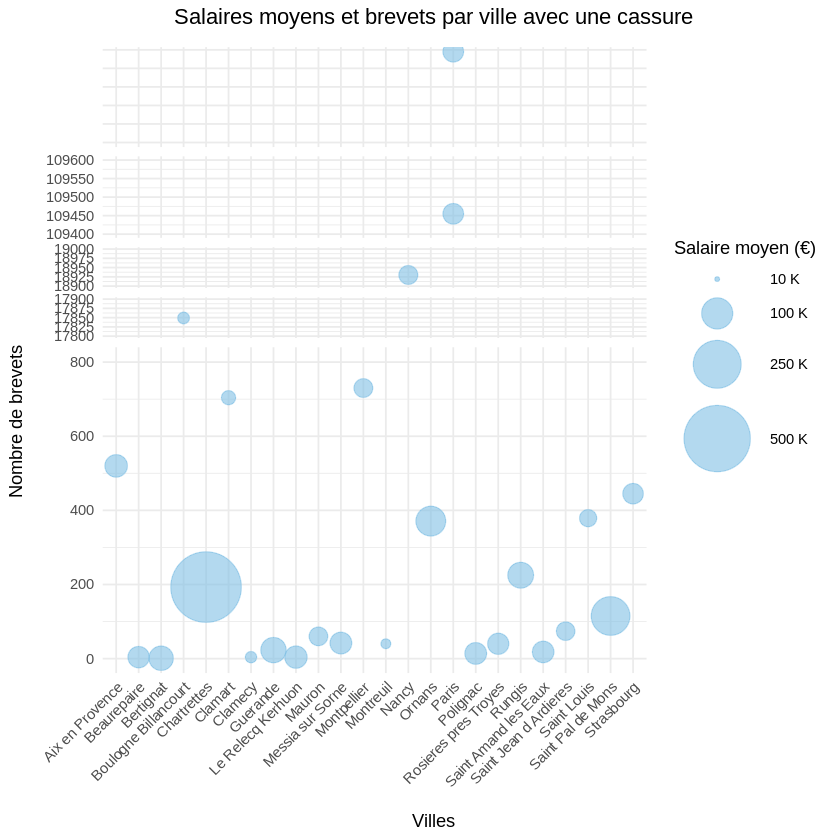 Salaires moyens et brevets par ville avec une cassure
109600
109550
109500
109450
109400
19000
18975
18950
18925
18900
17900
17875
17850
17825
17800
800
600
400
200
0
Nombre de brevets
Aix en Provence
Beaurepaire
Bertignat
Boulogne Billancourt
Chartrettes
Clamart
Clamecy
Guerande
Le Relecq Kerhuon
Mauron
Messia sur Sorne
Montpellier
Montreuil
Nancy
Ornans
Paris
Polignac
Rosieres pres Troyes
Rungis
Saint Amand les Eaux
Saint Jean d Ardieres
Saint Louis
Saint Pal de Mons
Strasbourg
Villes
Salaire moyen (€)
10 K
100 K
250 K
500 K